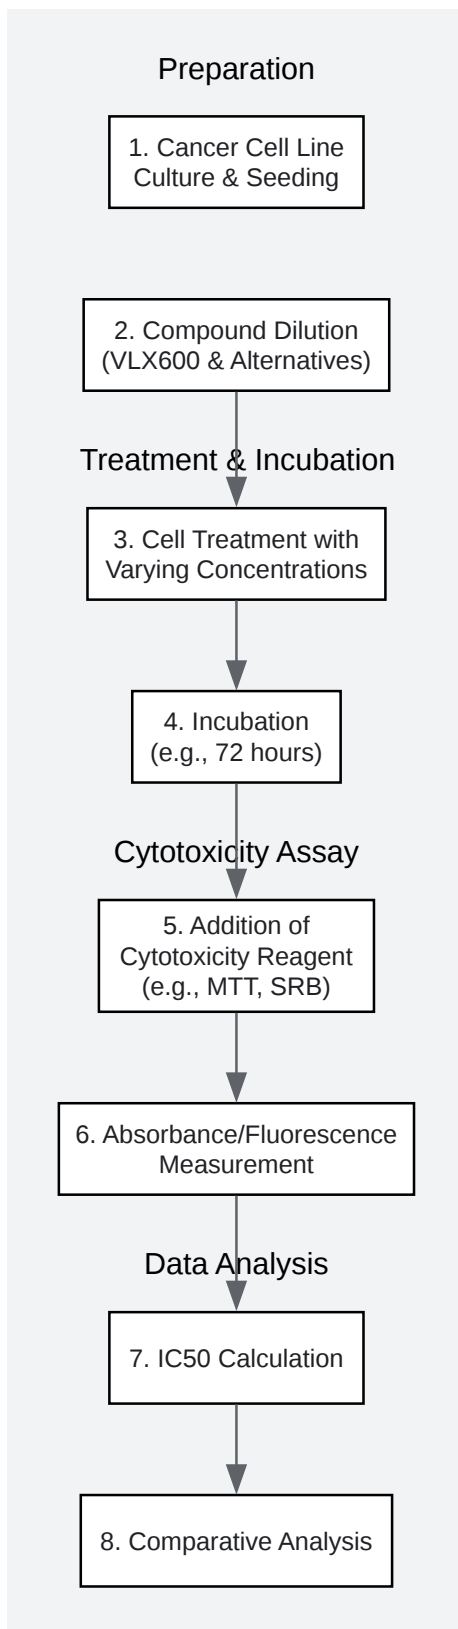 Preparation
1. Cancer Cell Line
Culture & Seeding
2. Compound Dilution
(VLX600 & Alternatives)
Treatment & Incubation
3. Cell Treatment with
Varying Concentrations
4. Incubation
(e.g., 72 hours)
Cytotoxicity Assay
5. Addition of
Cytotoxicity Reagent
(e.g., MTT, SRB)
6. Absorbance/Fluorescence
Measurement
Data Analysis
7. IC50 Calculation
8. Comparative Analysis